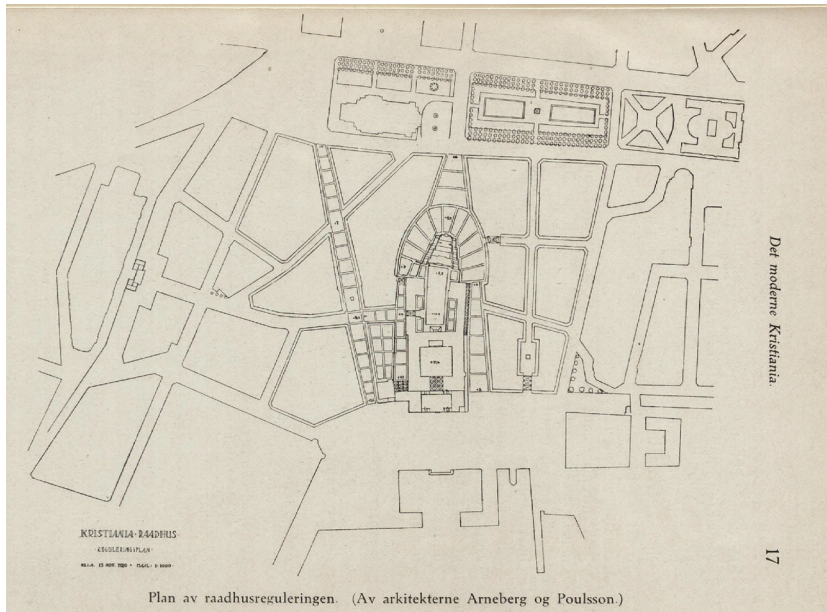 Det moderne Kristiania.
17
KRISTIANIA·RAADHUS·
·REGULERINGSPLAN·
Plan av raadhusreguleringen. (Av arkitekterne Arneberg og Poulsson.)